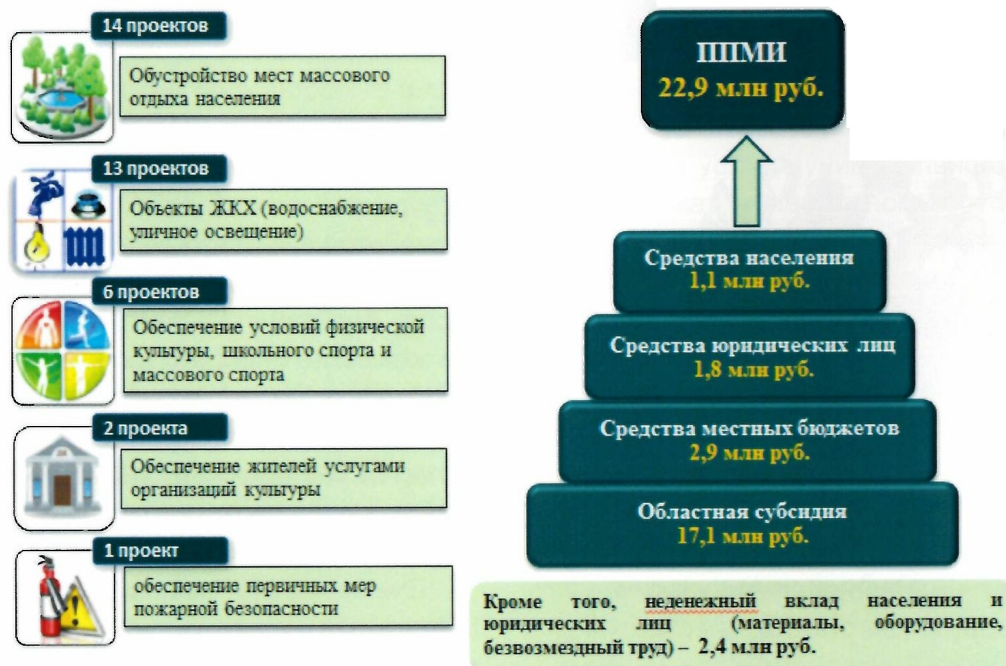 14 проектов
Обустройство мест массового
отдыха населения
13 проектов
Объекты ЖКХ (водоснабжение,
уличное освещение)
6 проектов
Обеспечение условий физической
культуры, школьного спорта и
массового спорта
2 проекта
Обеспечение жителей услугами
организаций культуры
1 проект
обеспечение первичных мер
пожарной безопасности
ППМИ
22,9 млн руб.
Средства населения
1,1 млн руб.
Средства юридических лиц
1,8 млн руб.
Средства местных бюджетов
2,9 млн руб.
Областная субсидия
17,1 млн руб.
Кроме того, неденежный вклад населения и
юридических лиц (материалы, оборудование,
безвозмездный труд) – 2,4 млн руб.